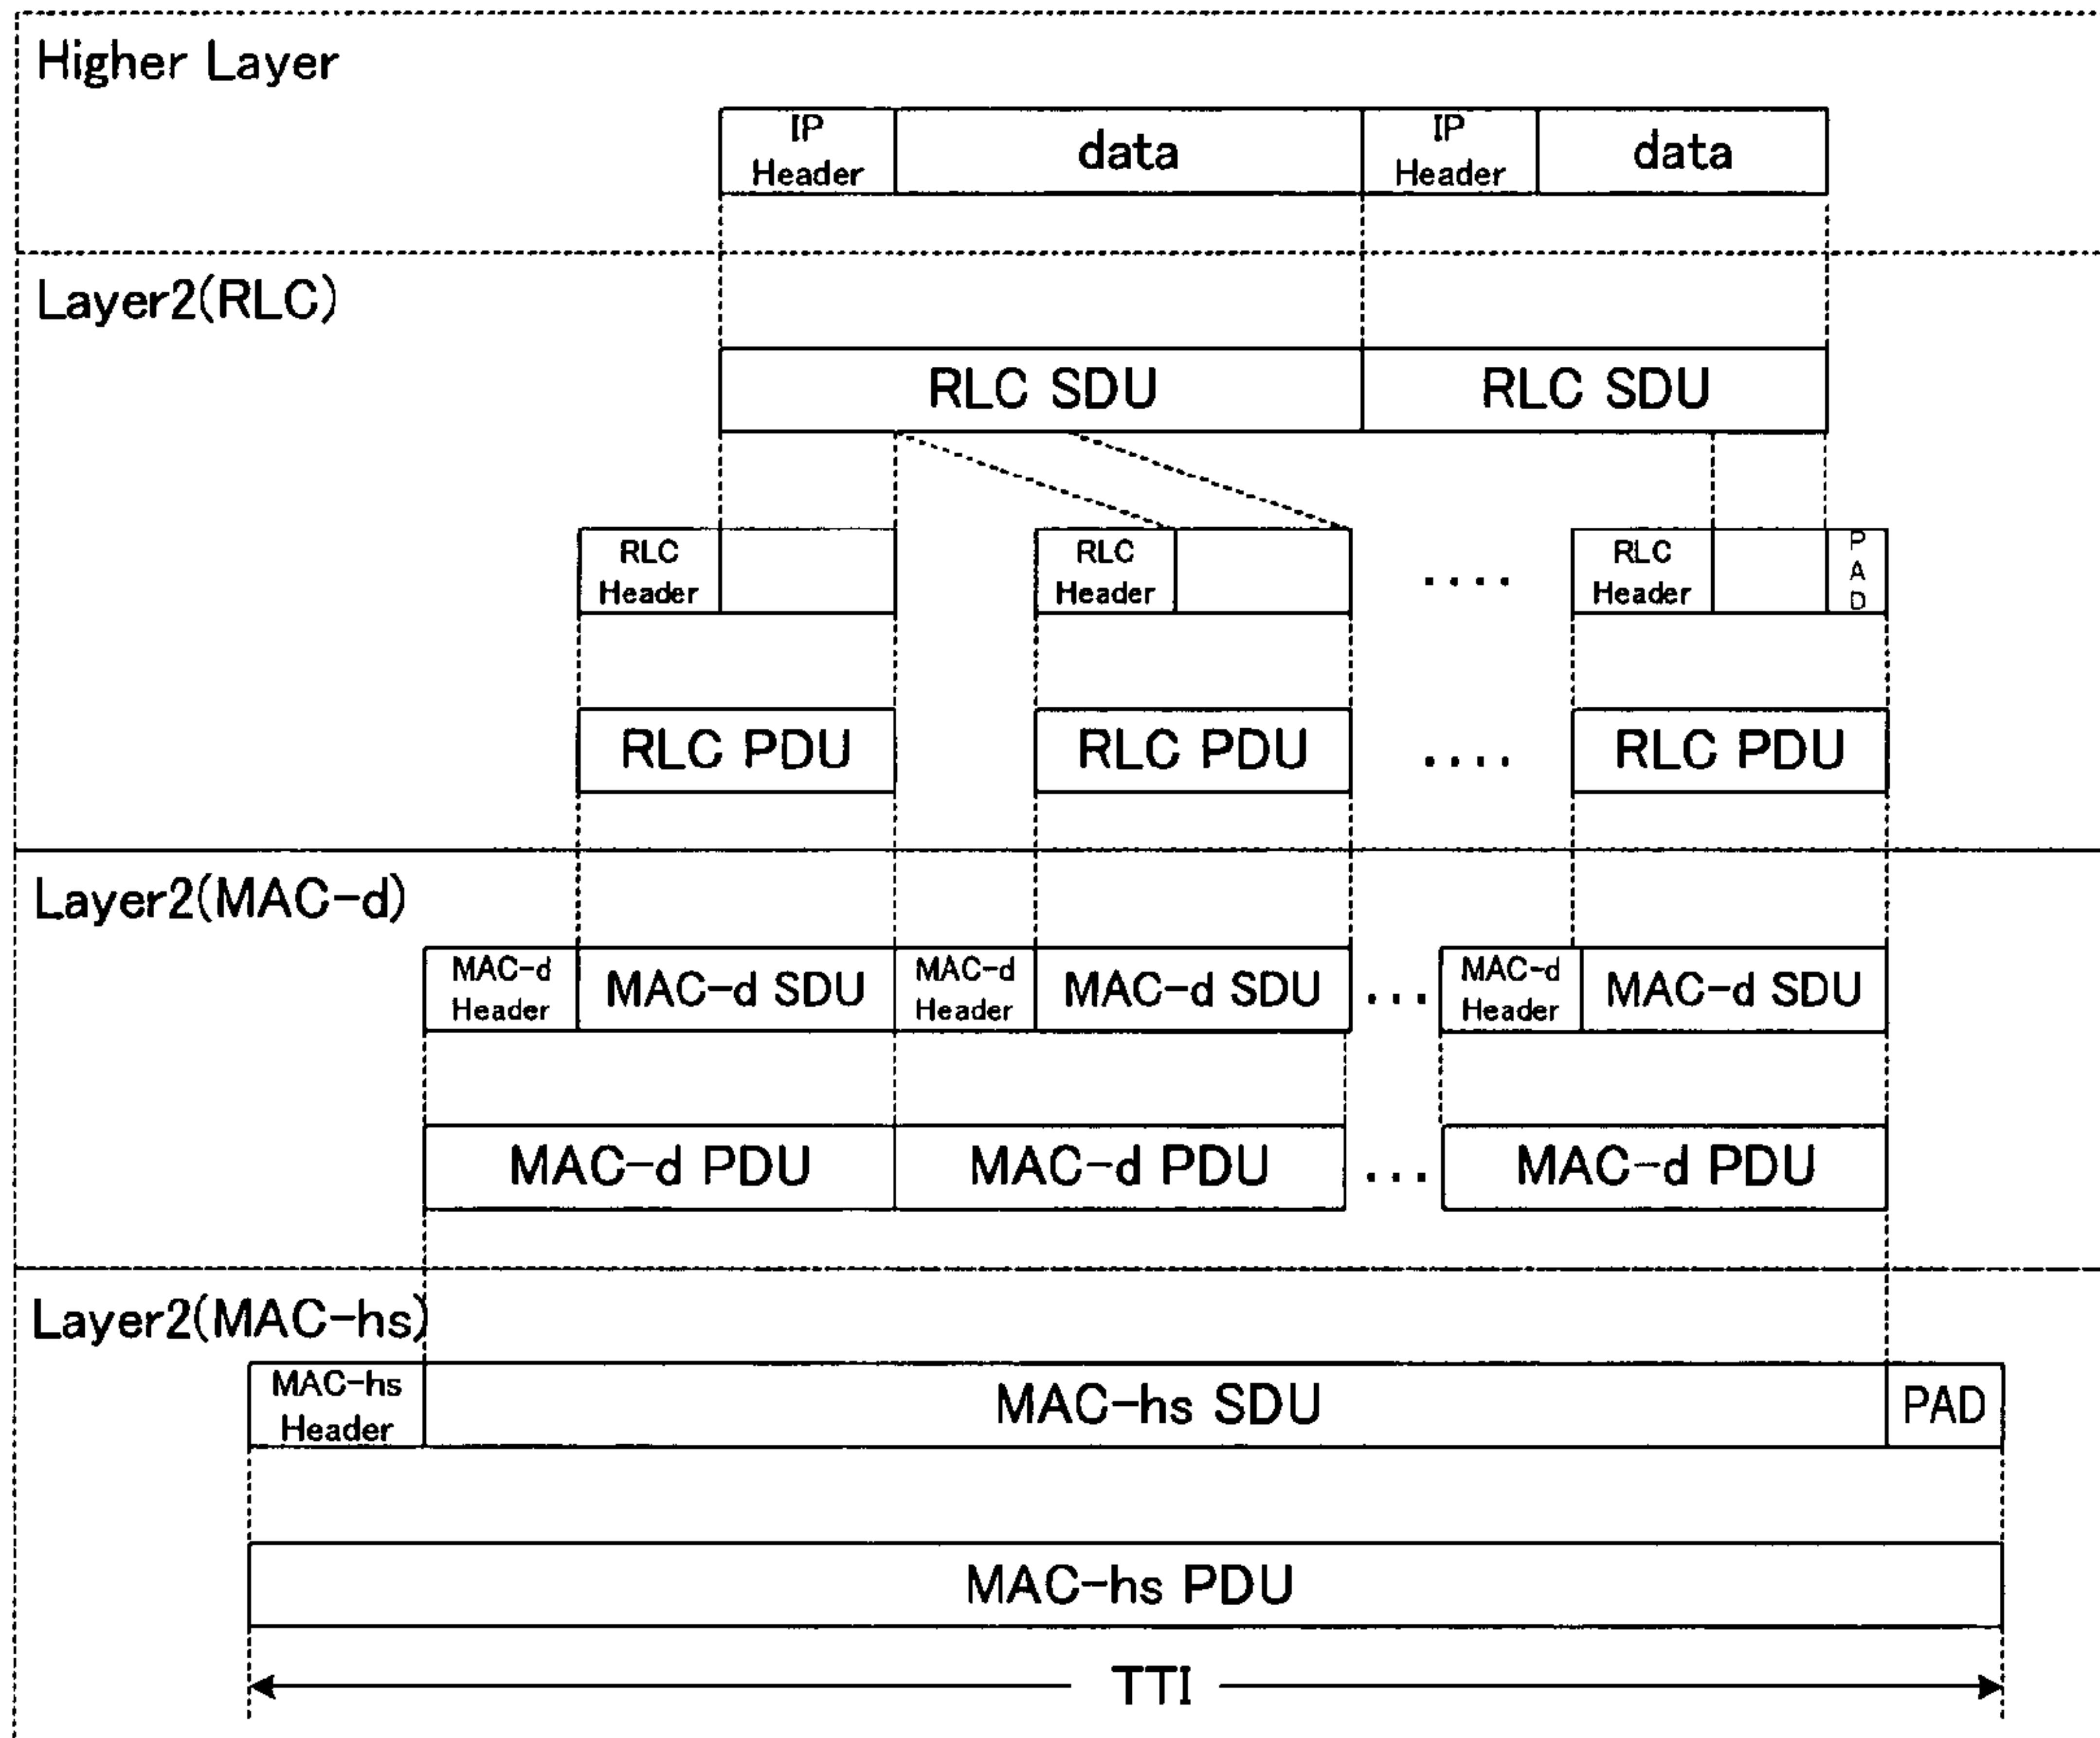 Higher Layer
IP Header data IP Header data
Layer2(RLC)
RLC SDU RLC SDU
RLC Header RLC Header .... RLC Header PAD
RLC PDU RLC PDU .... RLC PDU
Layer2(MAC-d)
MAC-d Header MAC-d SDU MAC-d Header MAC-d SDU ... MAC-d Header MAC-d SDU
MAC-d PDU MAC-d PDU ... MAC-d PDU
Layer2(MAC-hs)
MAC-hs Header MAC-hs SDU PAD
MAC-hs PDU
TTI